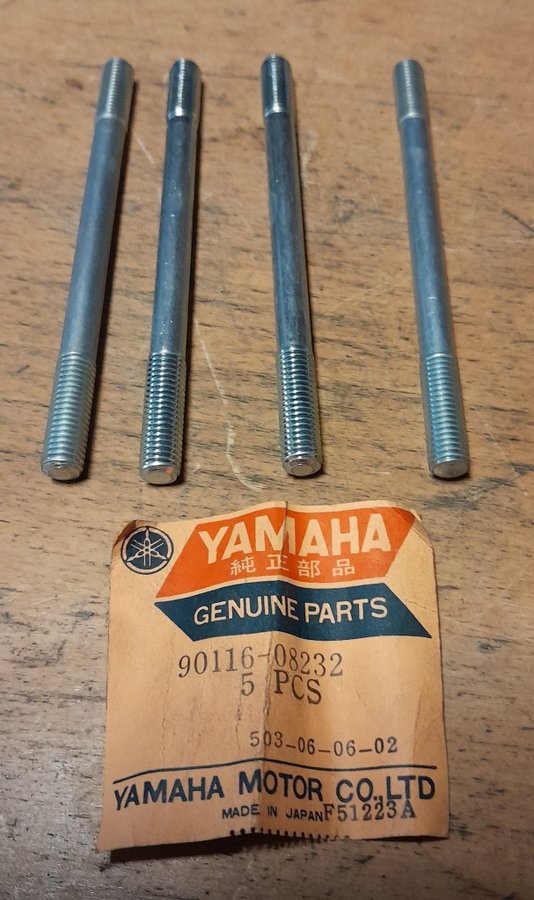 YAMAHA
純正部品
GENUINE PARTS
90116-08232
5 PCS
503-06-06-02
YAMAHA MOTOR CO.,LTD
MADE IN JAPAN F51223A